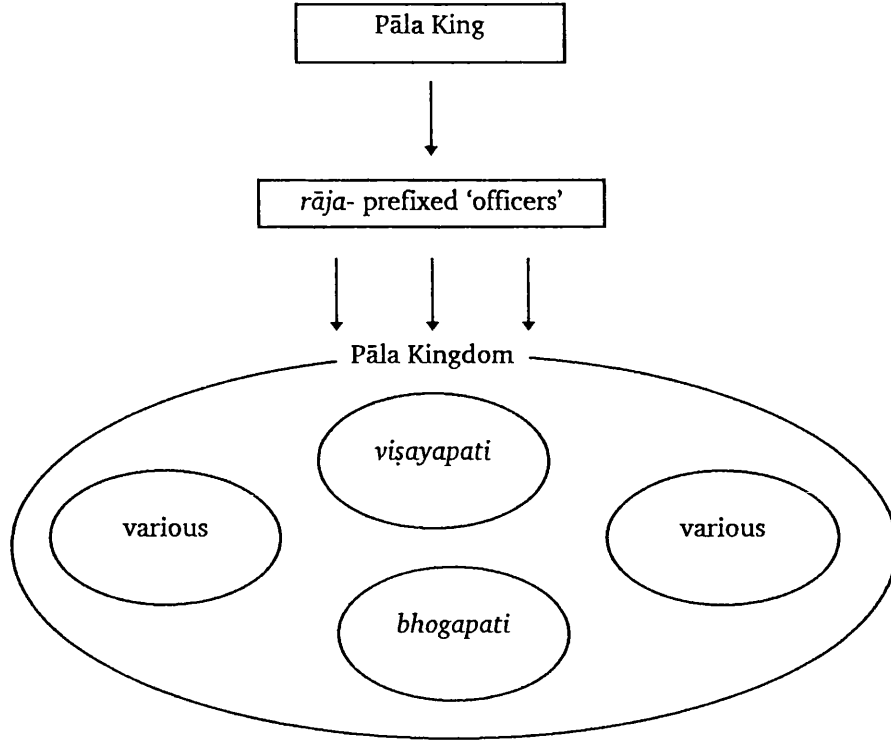 Pāla King
rāja- prefixed ‘officers’
Pāla Kingdom
viṣayapati
various
various
bhogapati